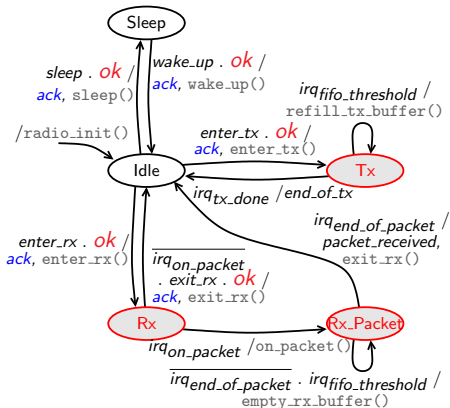 Sleep
sleep . ok /
ack, sleep()
wake_up . ok /
ack, wake_up()
irq_fifo_threshold /
refill_tx_buffer()
/radio_init()
enter_tx . ok /
ack, enter_tx()
Idle
Tx
irq_tx_done /end_of_tx
enter_rx . ok /
ack, enter_rx()
irq_on_packet
. exit_rx . ok /
ack, exit_rx()
irq_end_of_packet /
packet_received,
exit_rx()
Rx
Rx_Packet
irq_on_packet /on_packet()
irq_end_of_packet . irq_fifo_threshold /
empty_rx_buffer()